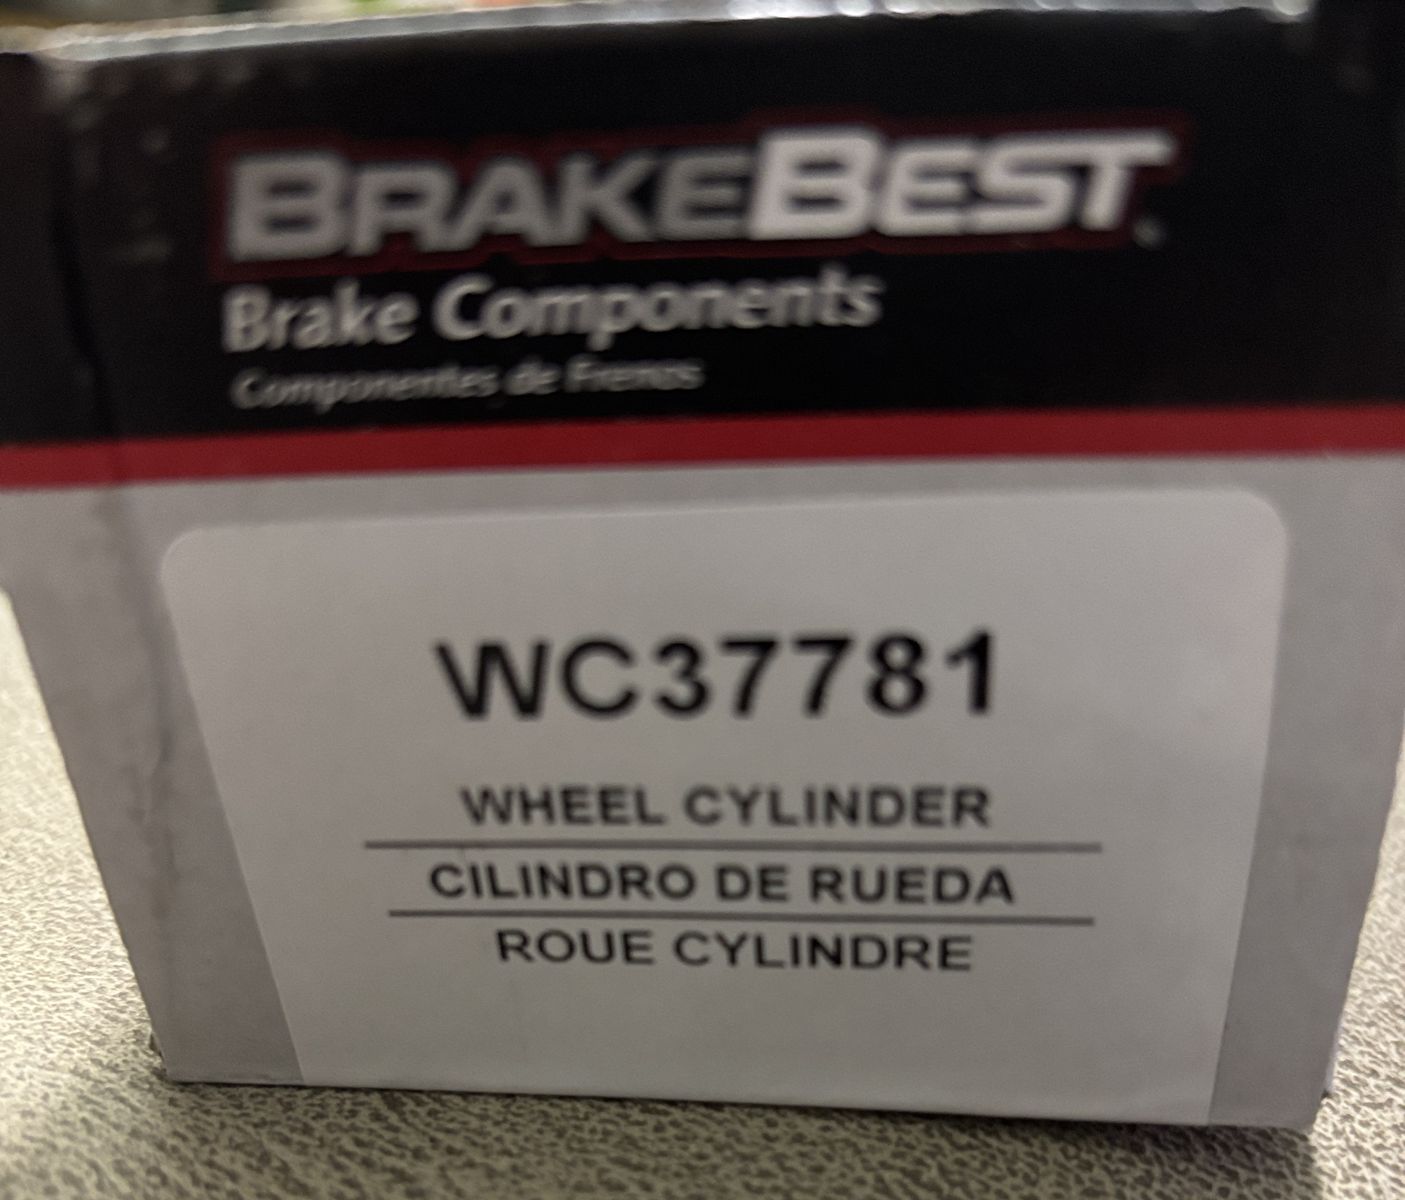 BRAKEBEST
Brake Components
Componentes de Frenos
WC37781
WHEEL CYLINDER
CILINDRO DE RUEDA
ROUE CYLINDRE